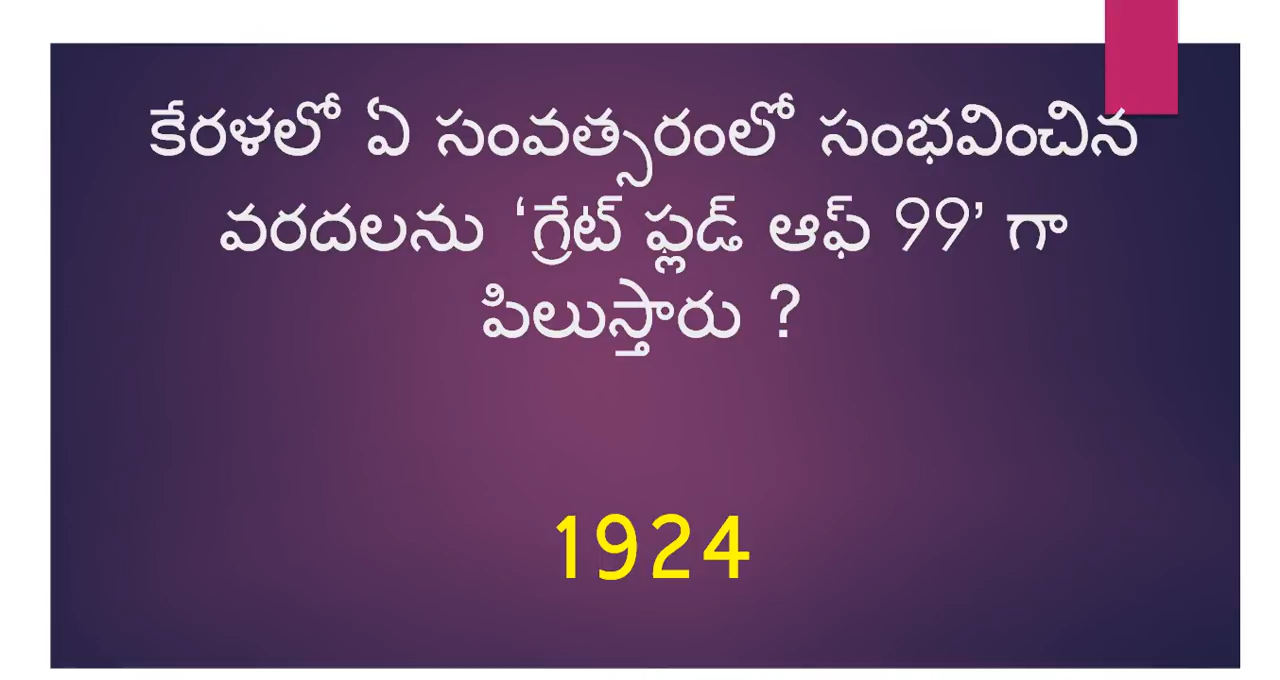 కేరళలో ఏ సంవత్సరంలో సంభవించిన
వరదలను ‘గ్రేట్ ఫ్లడ్ ఆఫ్ 99’ గా
పిలుస్తారు ?
1924